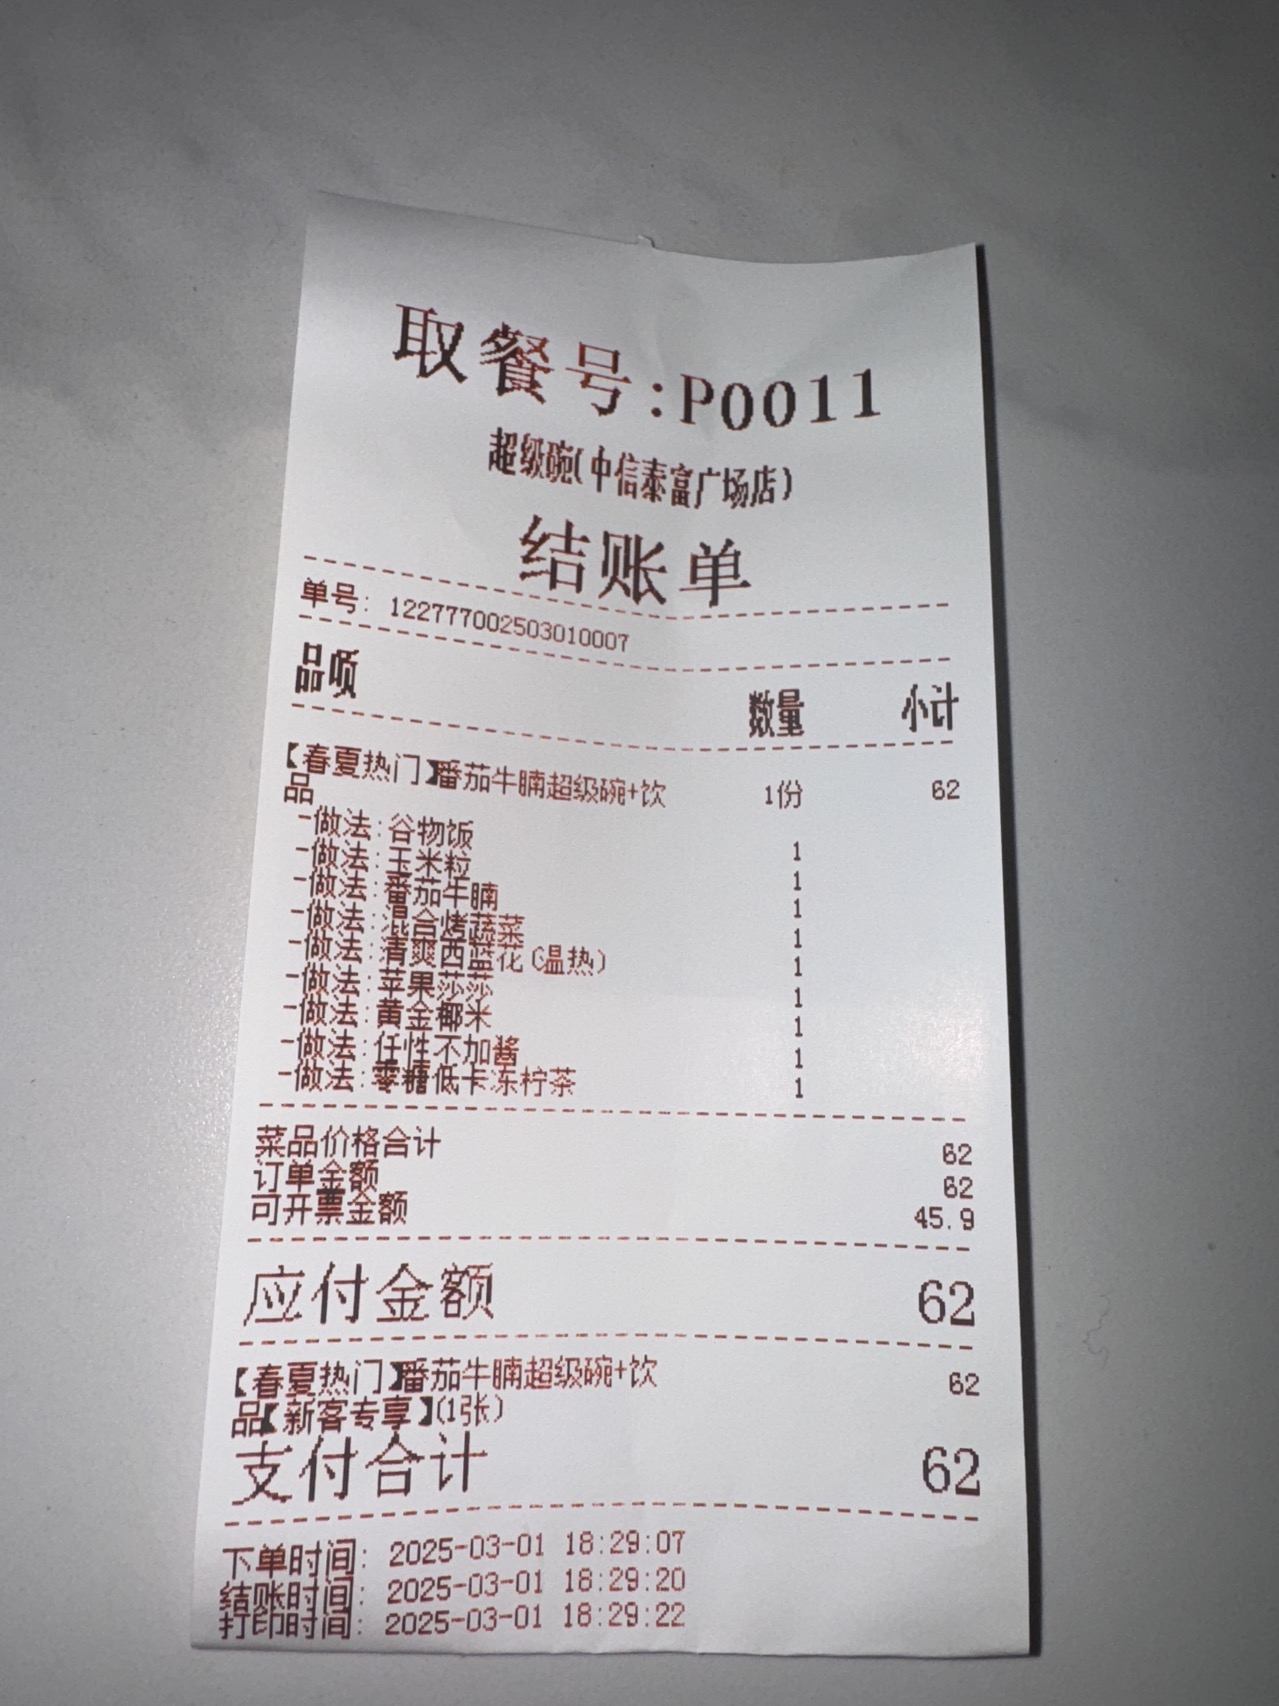 取餐号:P0011
超级碗(中信泰富广场店)
结账单
单号: 122777002503010007
品项 数量 小计
【春夏热门】番茄牛腩超级碗+饮 1份 62
品
-做法:谷物饭 1
-做法:玉米粒 1
-做法:番茄牛腩 1
-做法:混合烤蔬菜 1
-做法:清爽西蓝花(温热) 1
-做法:苹果莎莎 1
-做法:黄金椰米 1
-做法:任性不加酱 1
-做法:零糖低卡冻柠茶 1
菜品价格合计 62
订单金额 62
可开票金额 45.9
应付金额 62
【春夏热门】番茄牛腩超级碗+饮 62
品【新客专享】(1张)
支付合计 62
下单时间: 2025-03-01 18:29:07
结账时间: 2025-03-01 18:29:20
打印时间: 2025-03-01 18:29:22